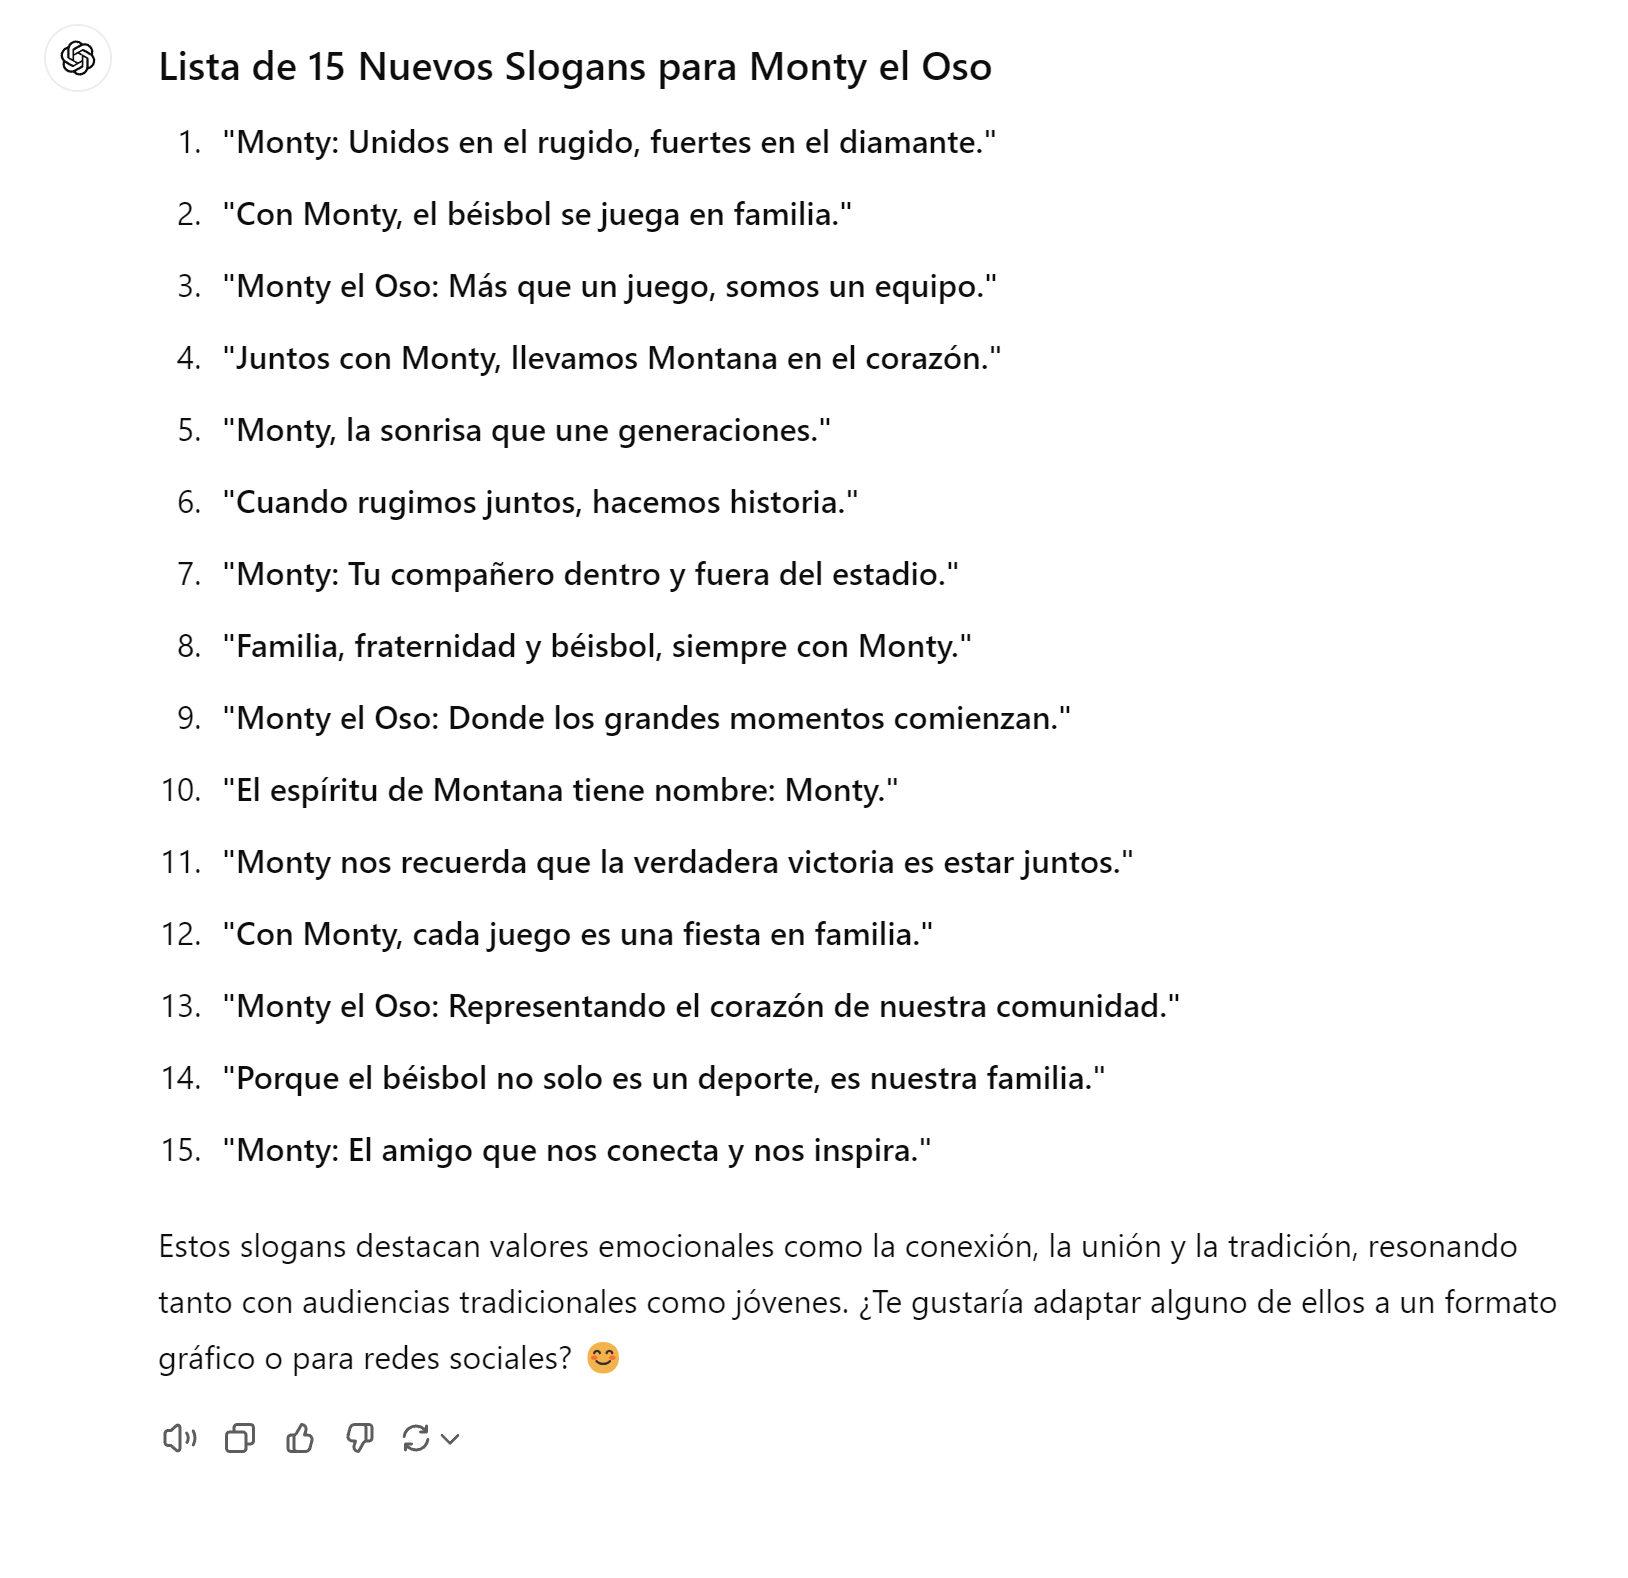 Lista de 15 Nuevos Slogans para Monty el Oso
1. "Monty: Unidos en el rugido, fuertes en el diamante."
2. "Con Monty, el béisbol se juega en familia."
3. "Monty el Oso: Más que un juego, somos un equipo."
4. "Juntos con Monty, llevamos Montana en el corazón."
5. "Monty, la sonrisa que une generaciones."
6. "Cuando rugimos juntos, hacemos historia."
7. "Monty: Tu compañero dentro y fuera del estadio."
8. "Familia, fraternidad y béisbol, siempre con Monty."
9. "Monty el Oso: Donde los grandes momentos comienzan."
10. "El espíritu de Montana tiene nombre: Monty."
11. "Monty nos recuerda que la verdadera victoria es estar juntos."
12. "Con Monty, cada juego es una fiesta en familia."
13. "Monty el Oso: Representando el corazón de nuestra comunidad."
14. "Porque el béisbol no solo es un deporte, es nuestra familia."
15. "Monty: El amigo que nos conecta y nos inspira."
Estos slogans destacan valores emocionales como la conexión, la unión y la tradición, resonando
tanto con audiencias tradicionales como jóvenes. ¿Te gustaría adaptar alguno de ellos a un formato
gráfico o para redes sociales? 😊